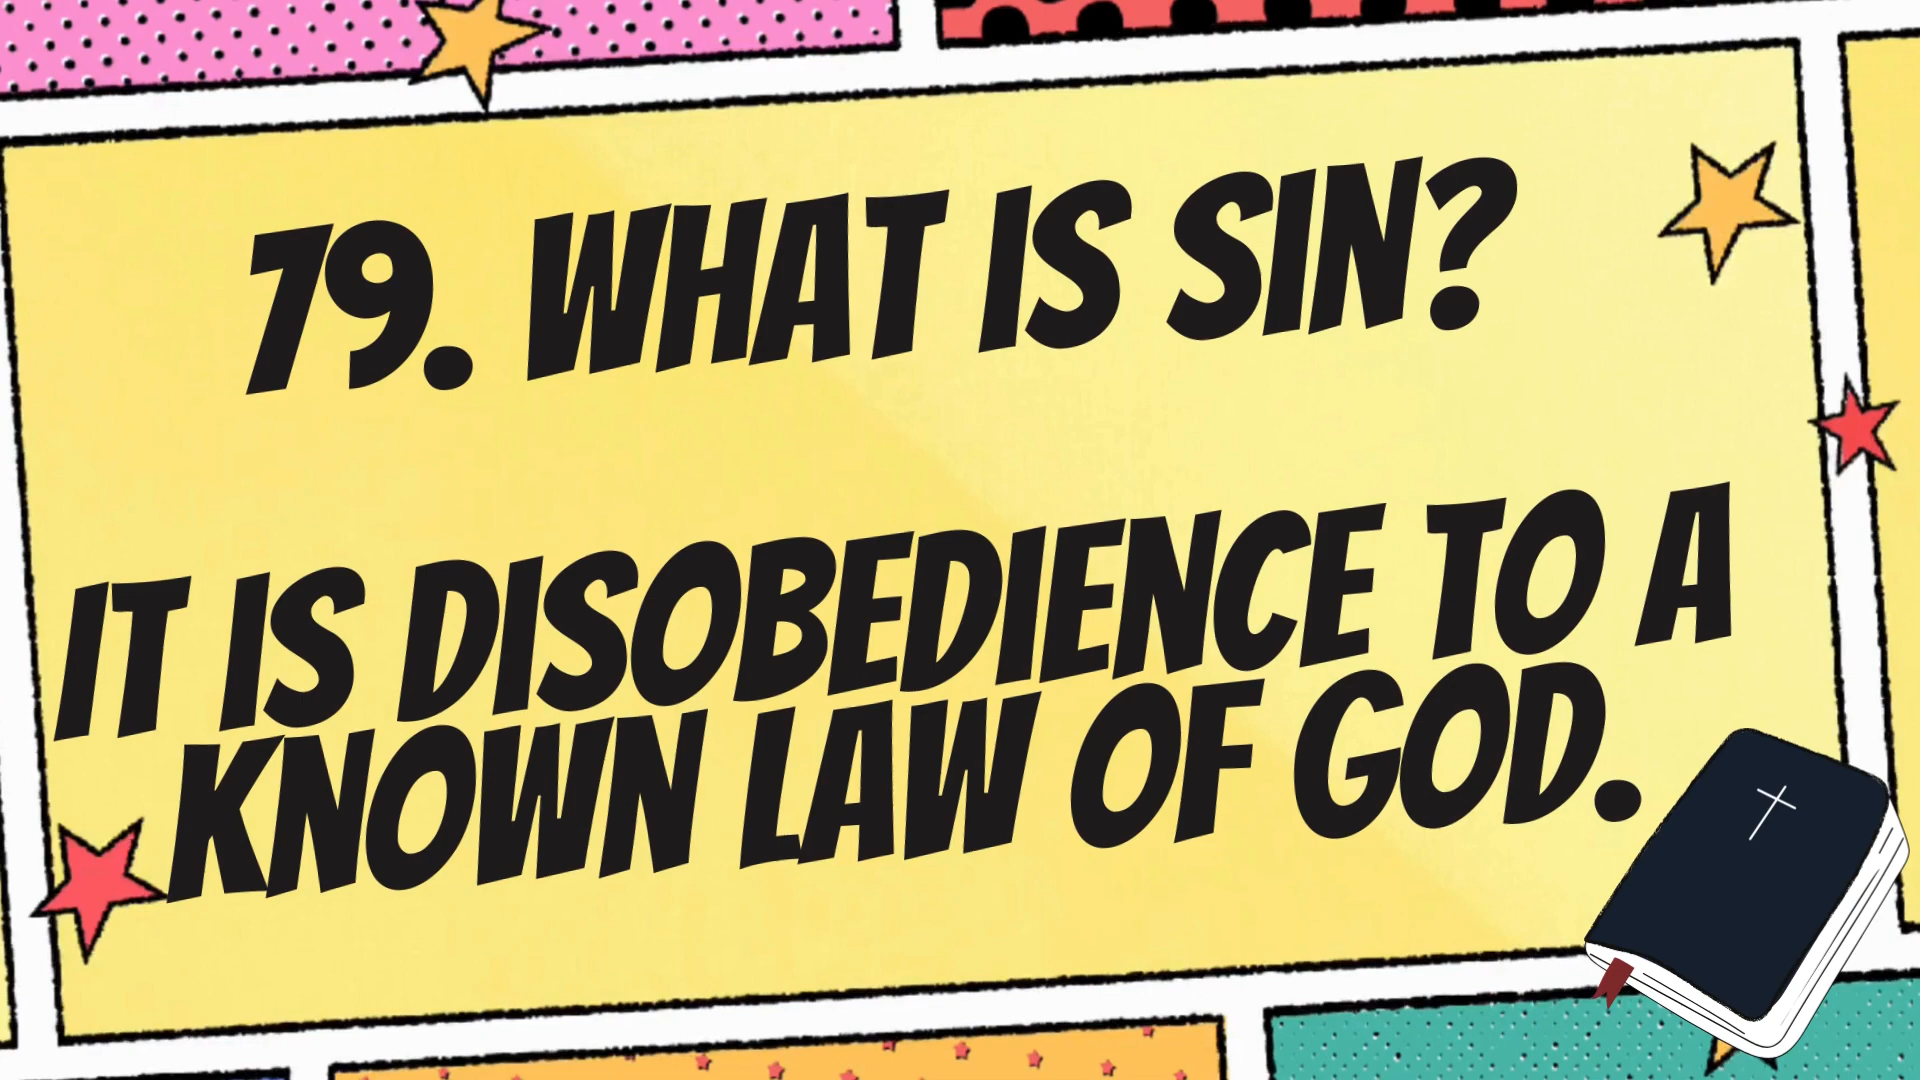 79. WHAT IS SIN?
IT IS DISOBEDIENCE TO A
KNOWN LAW OF GOD.